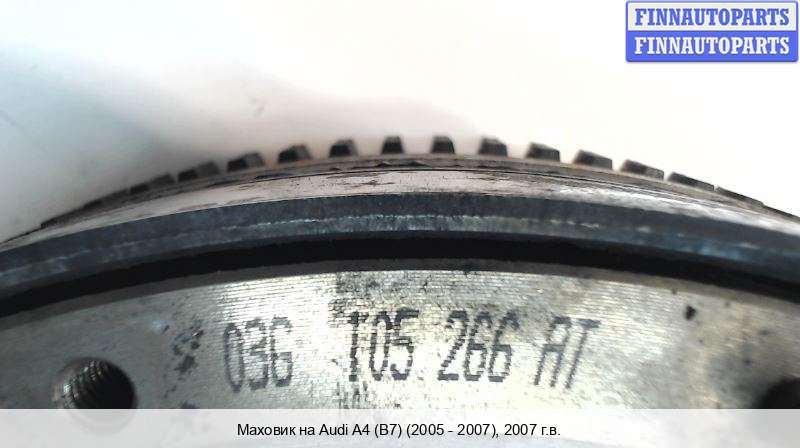 FINNAUTOPARTS
FINNAUTOPARTS
03G 105 266 AT
Маховик на Audi A4 (B7) (2005 - 2007), 2007 г.в.